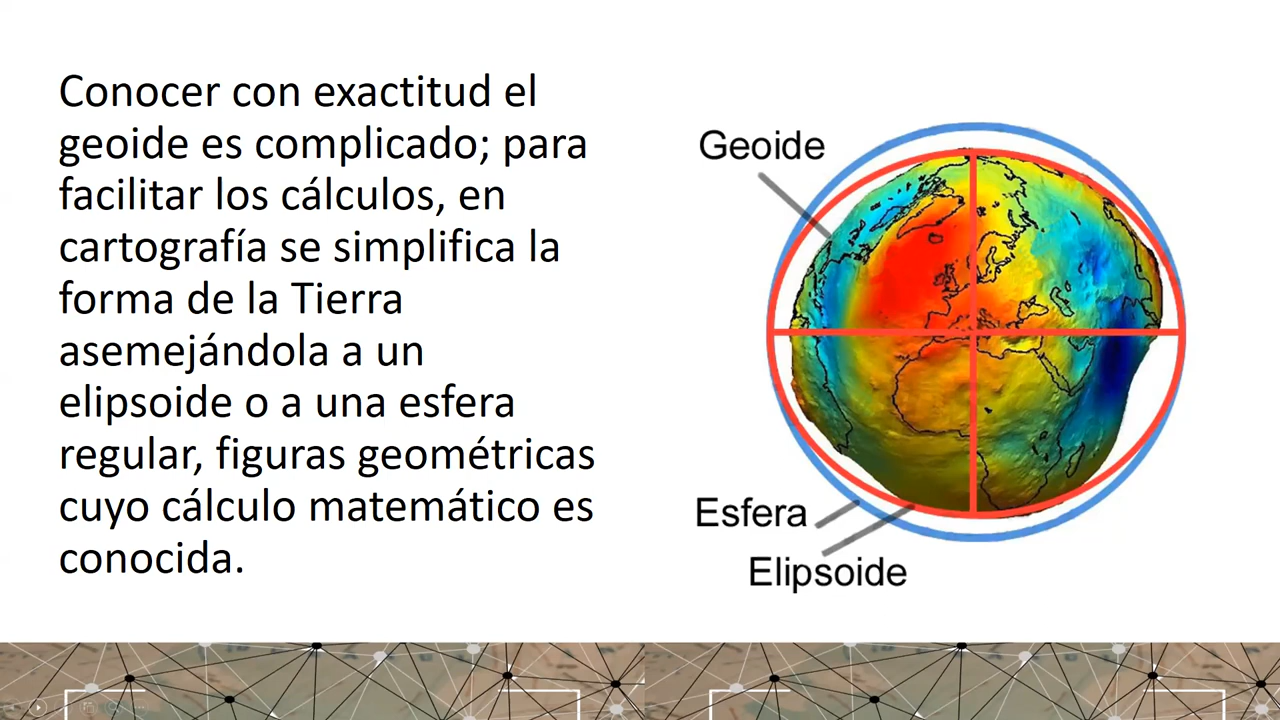 Conocer con exactitud el
geoide es complicado; para
facilitar los cálculos, en
cartografía se simplifica la
forma de la Tierra
asemejándola a un
elipsoide o a una esfera
regular, figuras geométricas
cuyo cálculo matemático es
conocida.
Geoide
Esfera
Elipsoide